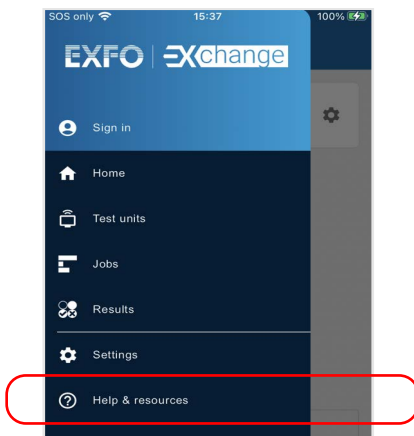 SOS only 15:37 100%
EXFO | EXchange
Sign in
Home
Test units
Jobs
Results
Settings
Help & resources